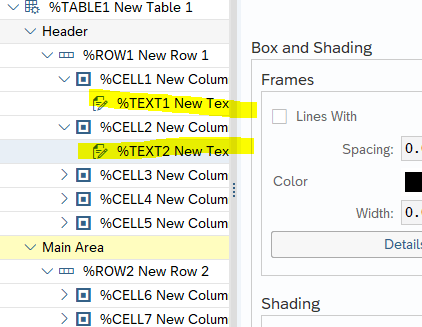 %TABLE1 New Table 1
Header
%ROW1 New Row 1
%CELL1 New Colum
%TEXT1 New Tex
%CELL2 New Colum
%TEXT2 New Tex
%CELL3 New Colum
%CELL4 New Colum
%CELL5 New Colum
Main Area
%ROW2 New Row 2
%CELL6 New Colum
%CELL7 New Colum
Box and Shading
Frames
Lines With
Spacing: 0.
Color
Width: 0.
Details
Shading